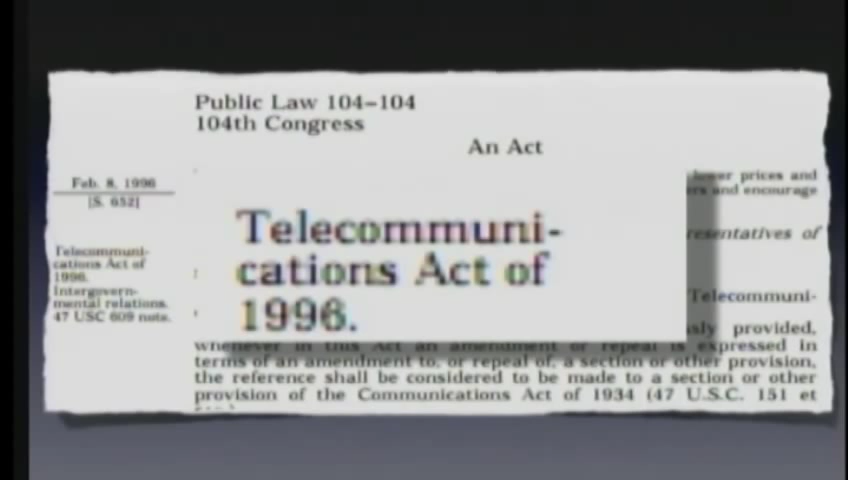 Public Law 104–104
104th Congress
An Act
Feb. 8, 1996
[S. 652]
Telecommuni-
cations Act of
1996.
Intergovern-
mental relations.
47 USC 609 note.
Telecommuni-
cations Act of
1996.
prices and
and encourage
resentatives of
Telecommuni-
provided,
whenever in this Act an amendment or repeal is expressed in
terms of an amendment to, or repeal of, a section or other provision,
the reference shall be considered to be made to a section or other
provision of the Communications Act of 1934 (47 U.S.C. 151 et